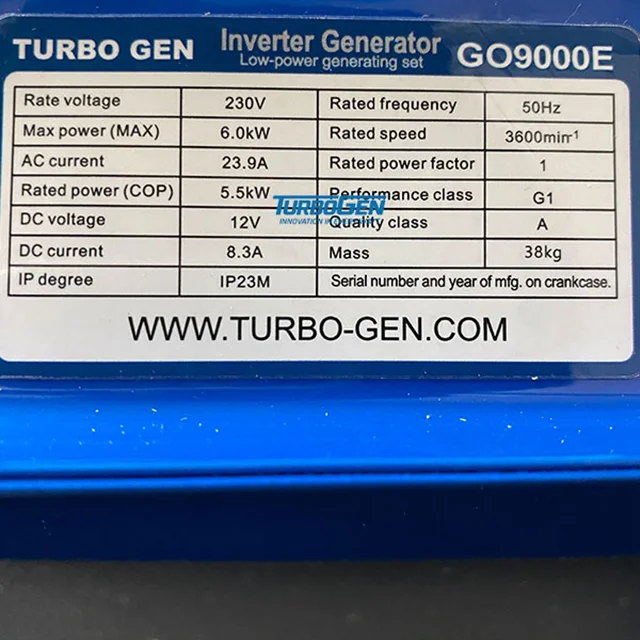 TURBO GEN Inverter Generator GO9000E
Low-power generating set
Rate voltage 230V Rated frequency 50Hz
Max power (MAX) 6.0kW Rated speed 3600min-1
AC current 23.9A Rated power factor 1
Rated power (COP) 5.5kW Performance class G1
TURBOGEN
INNOVATION IN
DC voltage 12V Quality class A
DC current 8.3A Mass 38kg
IP degree IP23M Serial number and year of mfg. on crankcase.
WWW.TURBO-GEN.COM